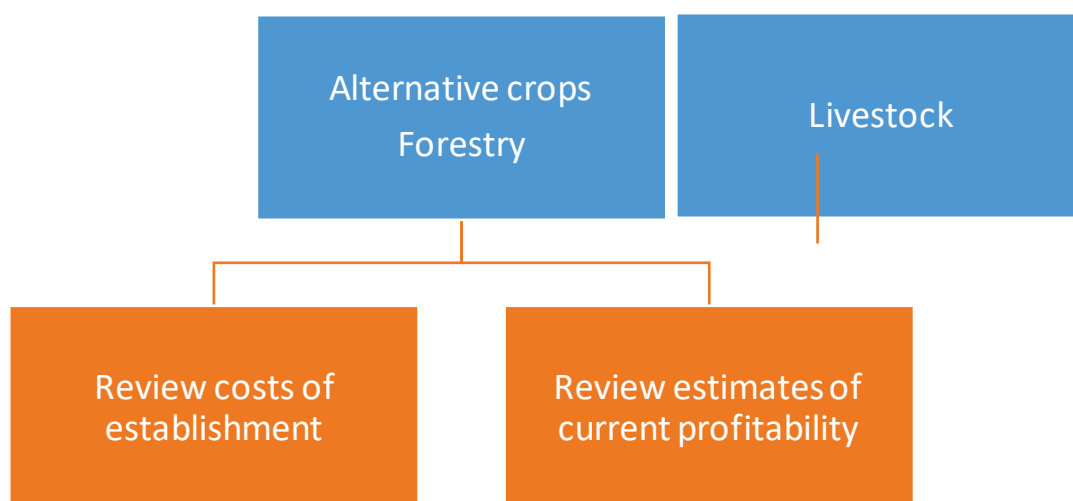 Alternative crops
Forestry
Livestock
Review costs of
establishment
Review estimates of
current profitability